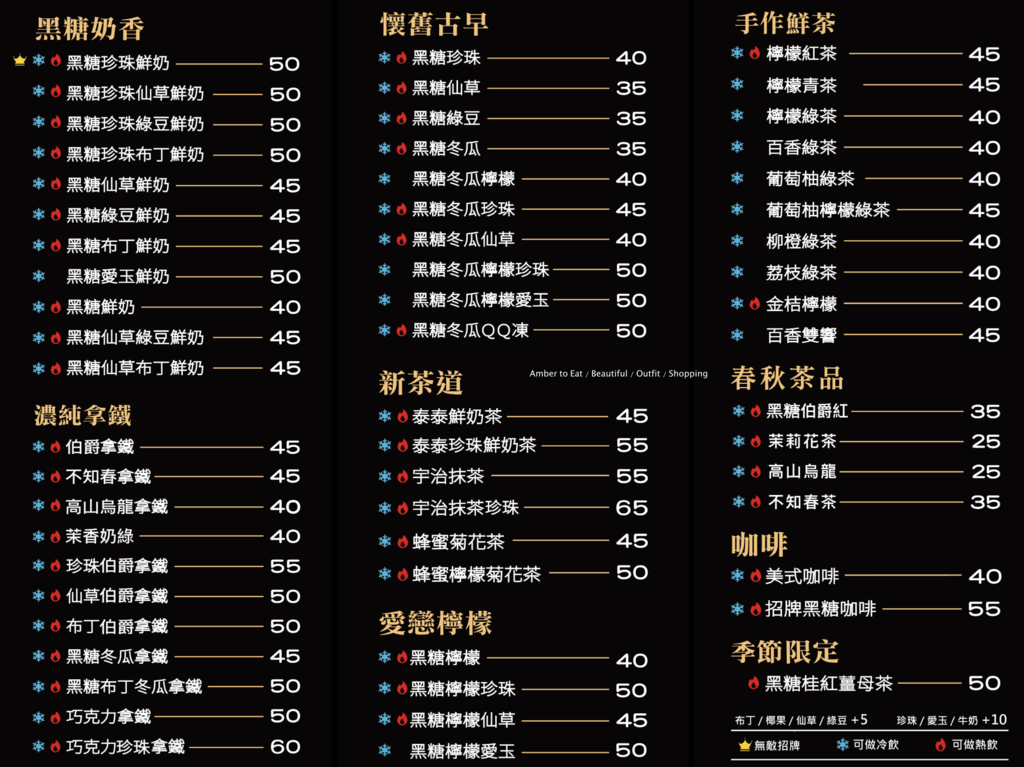 黑糖奶香
黑糖珍珠鮮奶 50
黑糖珍珠仙草鮮奶 50
黑糖珍珠綠豆鮮奶 50
黑糖珍珠布丁鮮奶 50
黑糖仙草鮮奶 45
黑糖綠豆鮮奶 45
黑糖布丁鮮奶 45
黑糖愛玉鮮奶 50
黑糖鮮奶 40
黑糖仙草綠豆鮮奶 45
黑糖仙草布丁鮮奶 45
濃純拿鐵
伯爵拿鐵 45
不知春拿鐵 45
高山烏龍拿鐵 40
茉香奶綠 40
珍珠伯爵拿鐵 55
仙草伯爵拿鐵 50
布丁伯爵拿鐵 50
黑糖冬瓜拿鐵 45
黑糖布丁冬瓜拿鐵 50
巧克力拿鐵 50
巧克力珍珠拿鐵 60
懷舊古早
黑糖珍珠 40
黑糖仙草 35
黑糖綠豆 35
黑糖冬瓜 35
黑糖冬瓜檸檬 40
黑糖冬瓜珍珠 45
黑糖冬瓜仙草 40
黑糖冬瓜檸檬珍珠 50
黑糖冬瓜檸檬愛玉 50
黑糖冬瓜QQ凍 50
Amber to Eat / Beautiful / Outfit / Shopping
新茶道
泰泰鮮奶茶 45
泰泰珍珠鮮奶茶 55
宇治抹茶 55
宇治抹茶珍珠 65
蜂蜜菊花茶 45
蜂蜜檸檬菊花茶 50
愛戀檸檬
黑糖檸檬 40
黑糖檸檬珍珠 50
黑糖檸檬仙草 45
黑糖檸檬愛玉 50
手作鮮茶
檸檬紅茶 45
檸檬青茶 45
檸檬綠茶 40
百香綠茶 40
葡萄柚綠茶 40
葡萄柚檸檬綠茶 45
柳橙綠茶 40
荔枝綠茶 40
金桔檸檬 40
百香雙響 45
春秋茶品
黑糖伯爵紅 35
茉莉花茶 25
高山烏龍 25
不知春茶 35
咖啡
美式咖啡 40
招牌黑糖咖啡 55
季節限定
黑糖桂紅薑母茶 50
布丁 / 椰果 / 仙草 / 綠豆 +5 珍珠 / 愛玉 / 牛奶 +10
無敵招牌 可做冷飲 可做熱飲